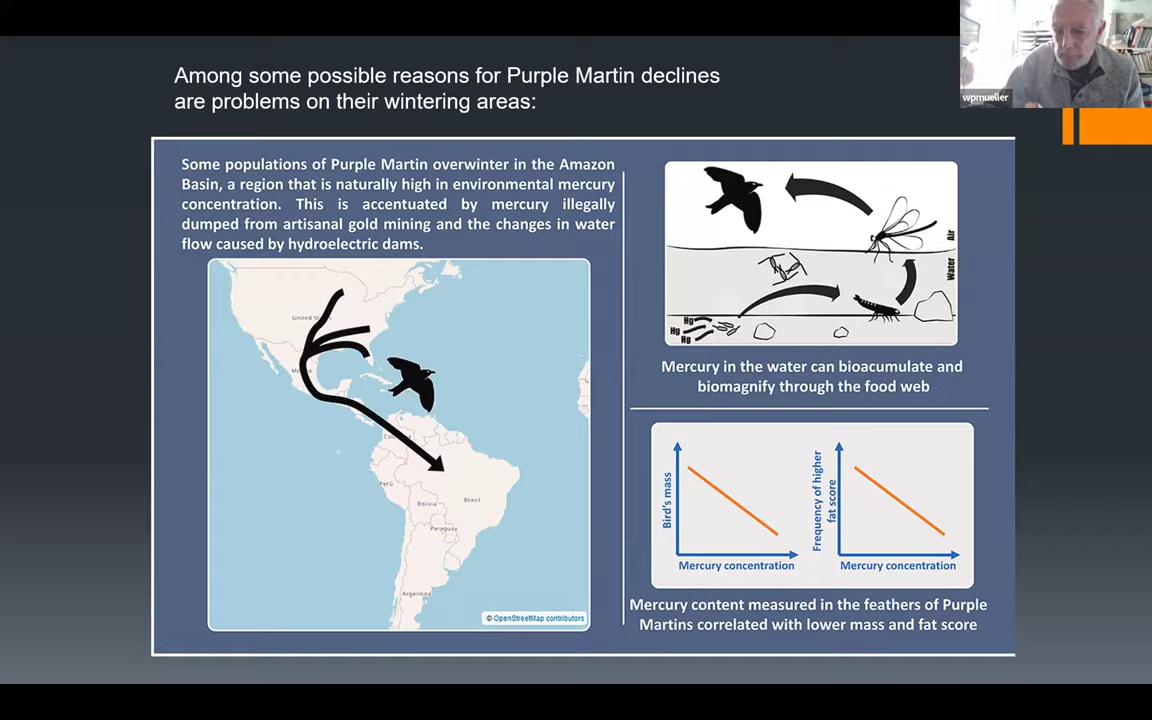 Among some possible reasons for Purple Martin declines
are problems on their wintering areas:
wpmueller
Some populations of Purple Martin overwinter in the Amazon
Basin, a region that is naturally high in environmental mercury
concentration. This is accentuated by mercury illegally
dumped from artisanal gold mining and the changes in water
flow caused by hydroelectric dams.
United Sta
Mexico
Colombia
Perú
Brasil
Bolivia
Paraguay
Argentina
© OpenStreetMap contributors
Air
Water
Hg
Hg
Hg
Mercury in the water can bioacumulate and
biomagnify through the food web
Bird's mass
Mercury concentration
Frequency of higher
fat score
Mercury concentration
Mercury content measured in the feathers of Purple
Martins correlated with lower mass and fat score